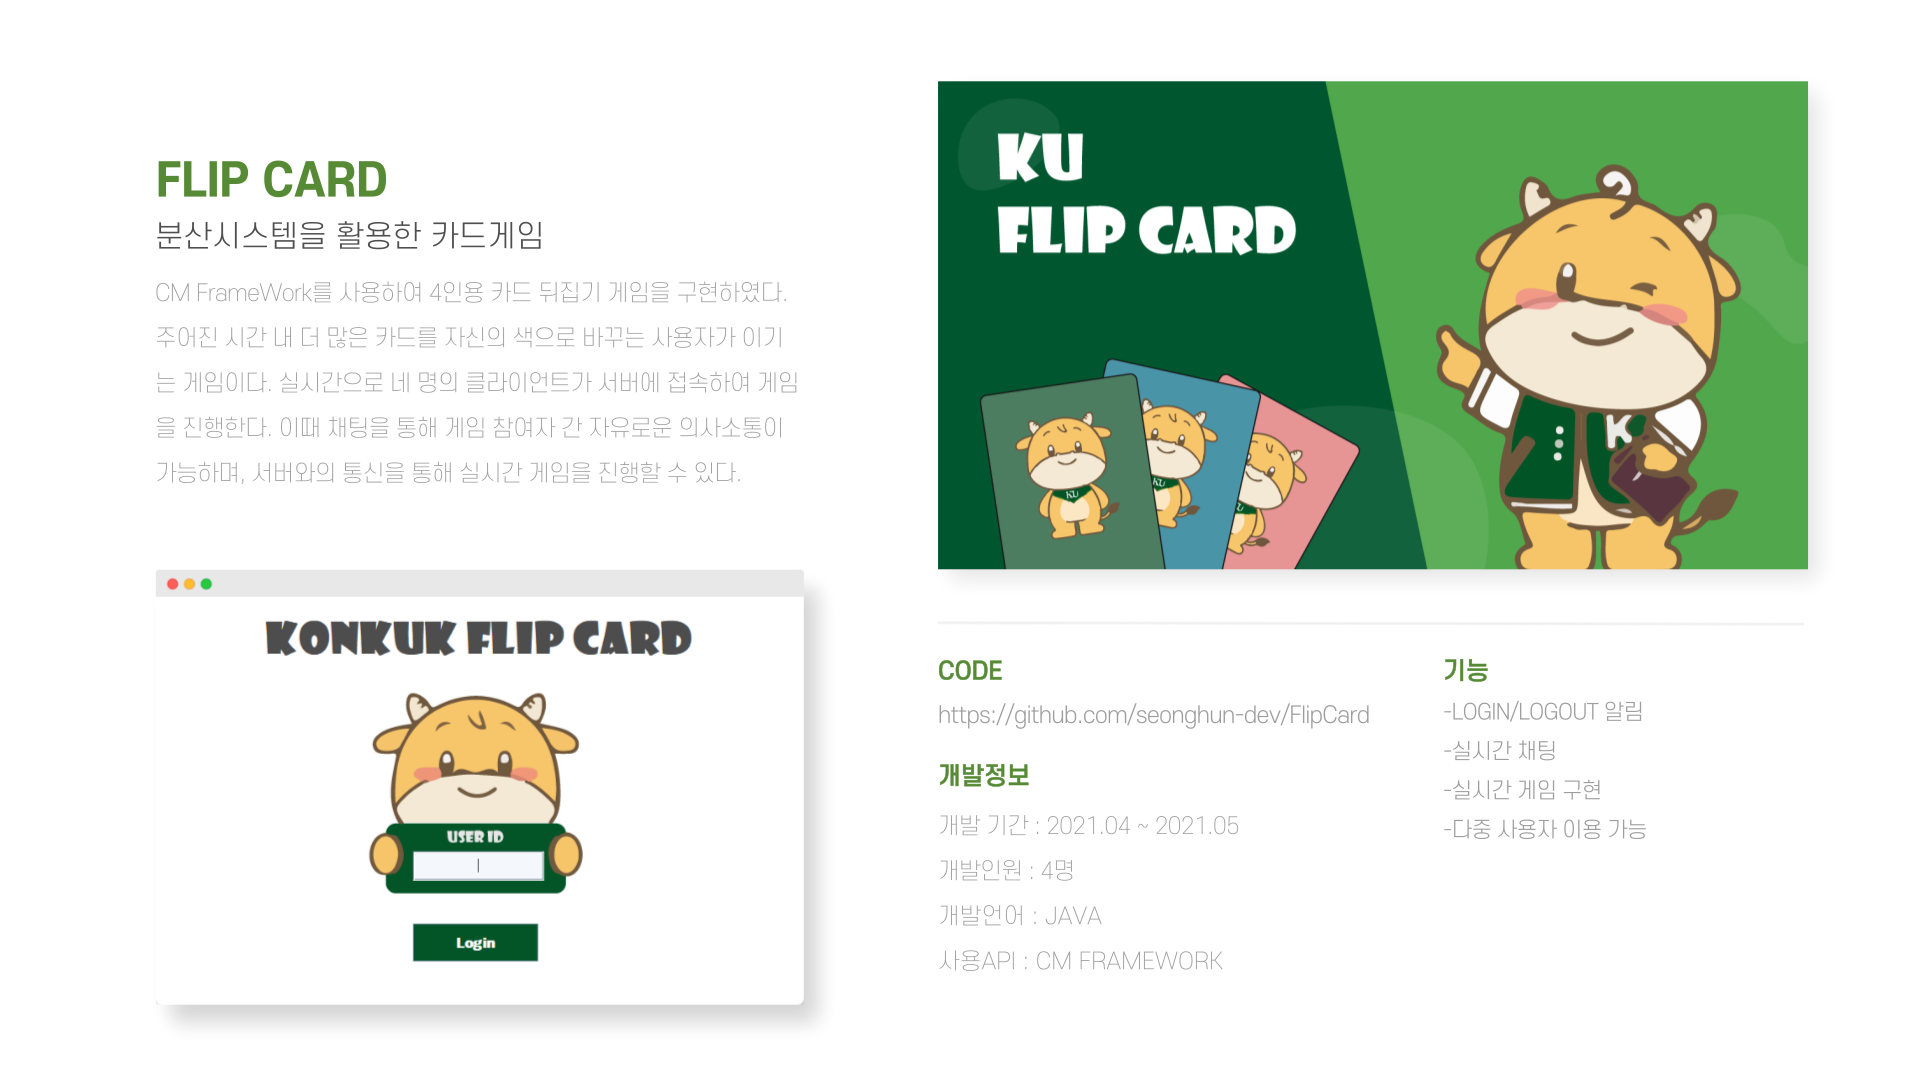 FLIP CARD
분산시스템을 활용한 카드게임
CM FrameWork를 사용하여 4인용 카드 뒤집기 게임을 구현하였다.
주어진 시간 내 더 많은 카드를 자신의 색으로 바꾸는 사용자가 이기
는 게임이다. 실시간으로 네 명의 클라이언트가 서버에 접속하여 게임
을 진행한다. 이때 채팅을 통해 게임 참여자 간 자유로운 의사소통이
가능하며, 서버와의 통신을 통해 실시간 게임을 진행할 수 있다.
KONKUK FLIP CARD
USER ID
Login
KU
FLIP CARD
K
KU
KU
U
CODE
https://github.com/seonghun-dev/FlipCard
개발정보
개발 기간 : 2021.04 ~ 2021.05
개발인원 : 4명
개발언어 : JAVA
사용API : CM FRAMEWORK
기능
-LOGIN/LOGOUT 알림
-실시간 채팅
-실시간 게임 구현
-다중 사용자 이용 가능